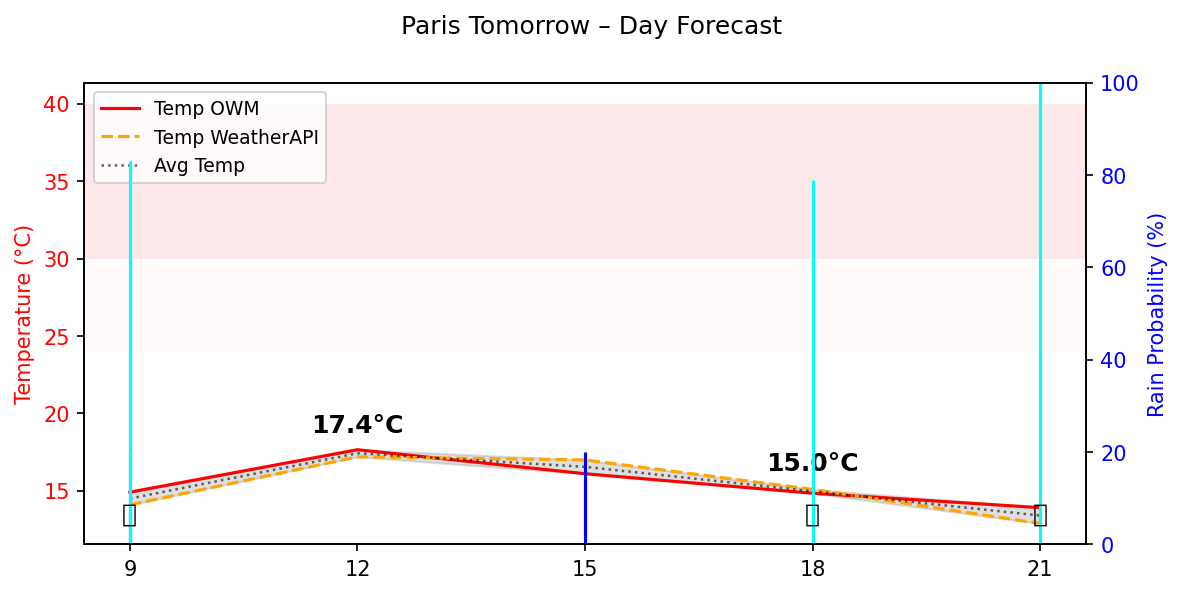 Paris Tomorrow – Day Forecast
Temp OWM
Temp WeatherAPI
Avg Temp
Temperature (°C)
40
35
30
25
20
15
Rain Probability (%)
100
80
60
40
20
0
17.4°C
15.0°C
9
12
15
18
21